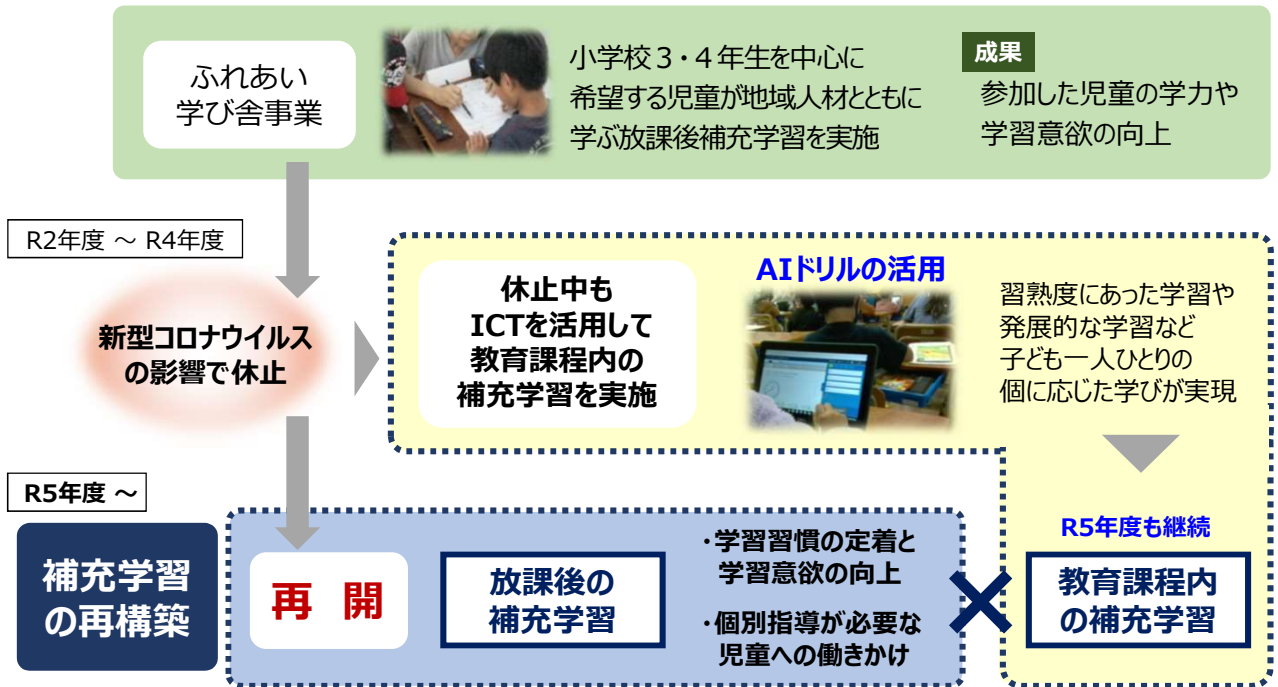 ふれあい
学び舎事業
小学校３・４年生を中心に
希望する児童が地域人材とともに
学ぶ放課後補充学習を実施
成果
参加した児童の学力や
学習意欲の向上
R2年度 ～ R4年度
新型コロナウイルス
の影響で休止
休止中も
ICTを活用して
教育課程内の
補充学習を実施
AIドリルの活用
習熟度にあった学習や
発展的な学習など
子ども一人ひとりの
個に応じた学びが実現
R5年度 ～
補充学習
の再構築
再 開
放課後の
補充学習
・学習習慣の定着と
学習意欲の向上
・個別指導が必要な
児童への働きかけ
R5年度も継続
教育課程内
の補充学習